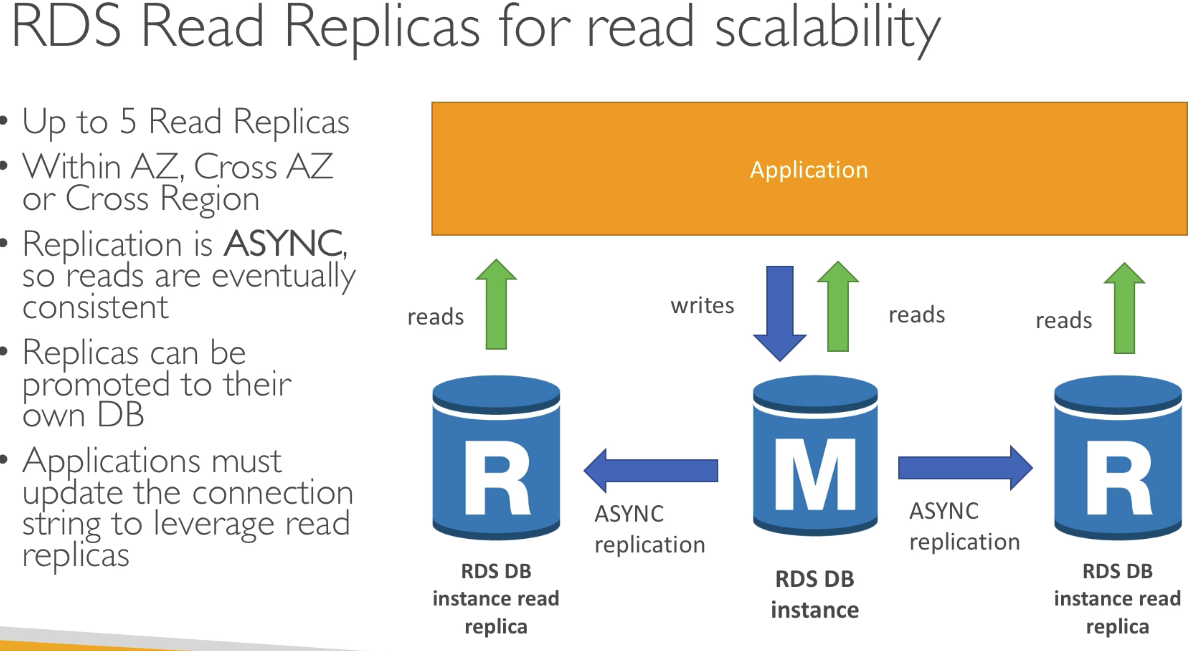 RDS Read Replicas for read scalability
• Up to 5 Read Replicas
• Within AZ, Cross AZ
or Cross Region
• Replication is ASYNC,
so reads are eventually
consistent
• Replicas can be
promoted to their
own DB
• Applications must
update the connection
string to leverage read
replicas
Application
reads
writes
reads
reads
R
M
R
ASYNC
replication
ASYNC
replication
RDS DB
instance read
replica
RDS DB
instance
RDS DB
instance read
replica